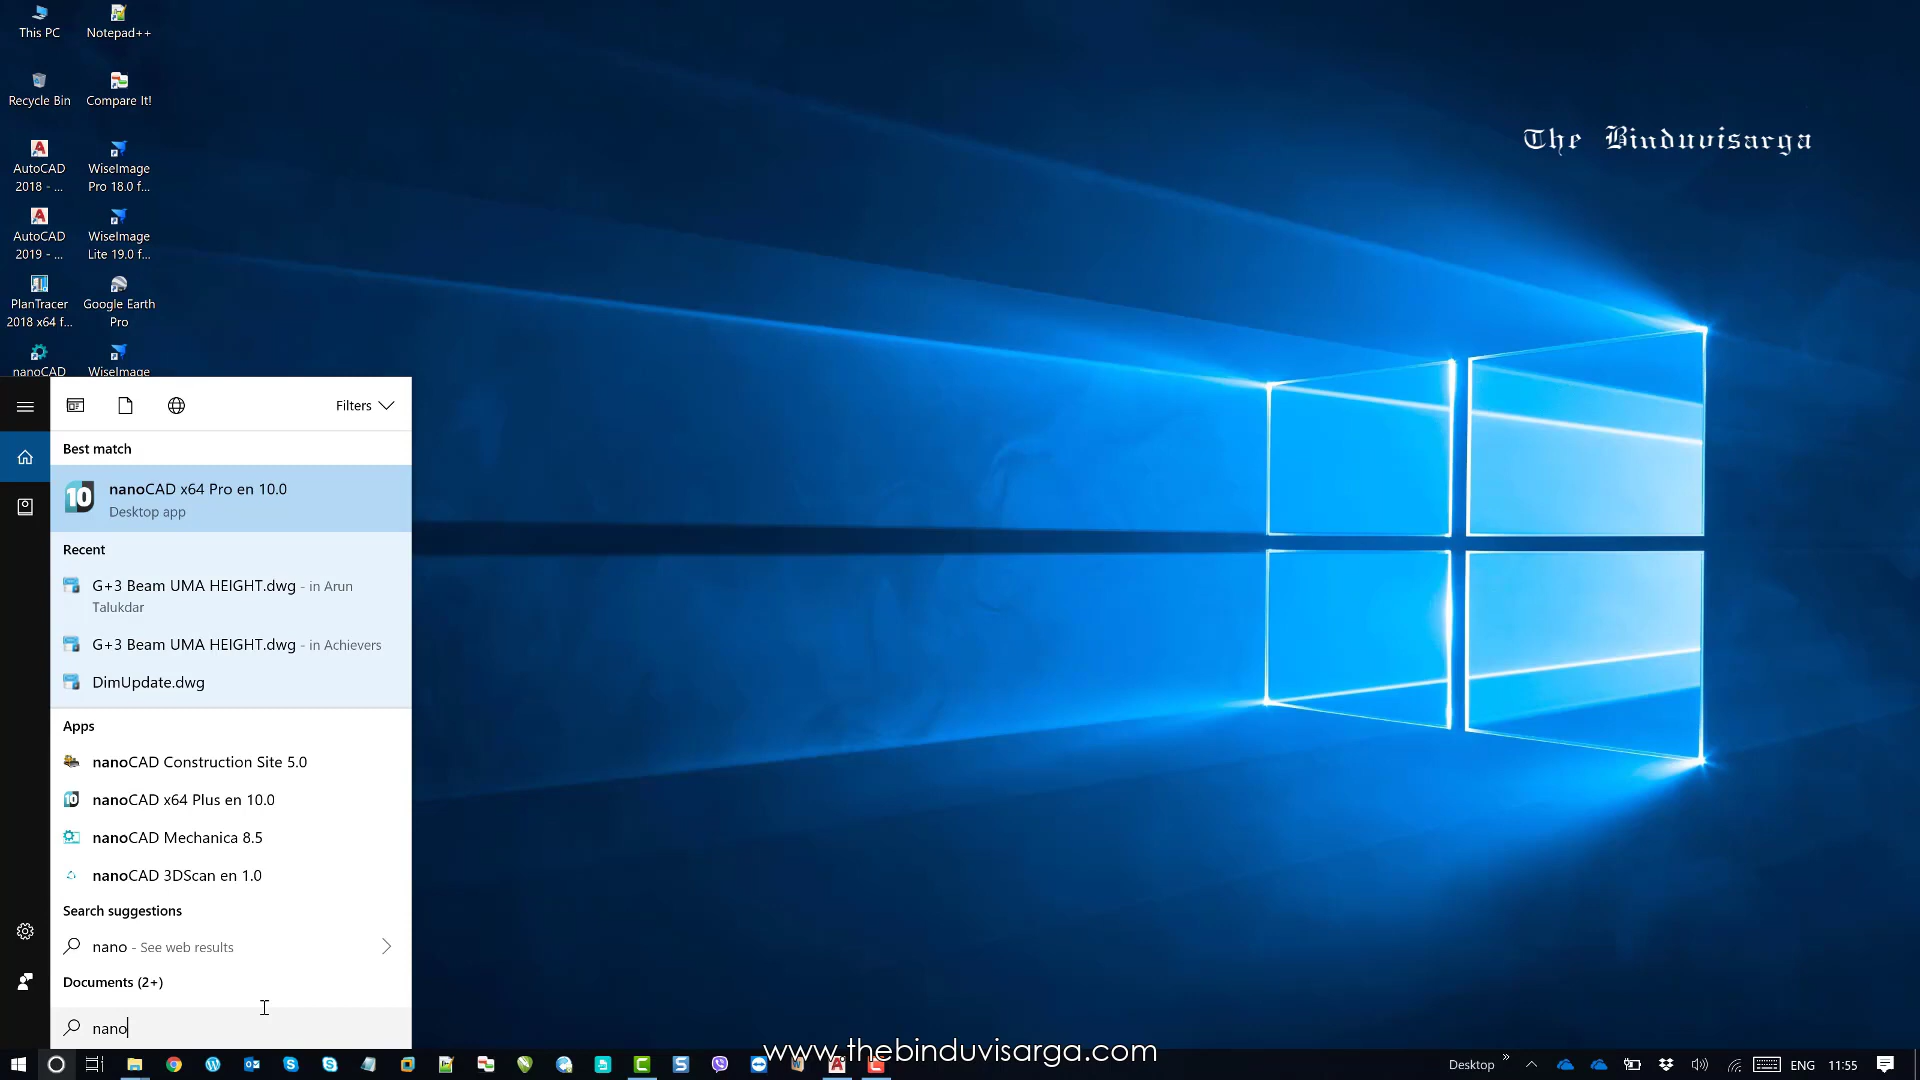 This PC
Notepad++
Recycle Bin
Compare It!
AutoCAD
2018 - ...
WiseImage
Pro 18.0 f...
AutoCAD
2019 - ...
WiseImage
Lite 19.0 f...
PlanTracer
2018 x64 f...
Google Earth
Pro
nanoCAD
WiseImage
The Binduvisarga
Filters
Best match
10
nanoCAD x64 Pro en 10.0
Desktop app
Recent
G+3 Beam UMA HEIGHT.dwg - in Arun
Talukdar
G+3 Beam UMA HEIGHT.dwg - in Achievers
DimUpdate.dwg
Apps
nanoCAD Construction Site 5.0
10
nanoCAD x64 Plus en 10.0
nanoCAD Mechanica 8.5
nanoCAD 3DScan en 1.0
Search suggestions
nano - See web results
Documents (2+)
nano
www.thebinduvisarga.com
Desktop
ENG
11:55